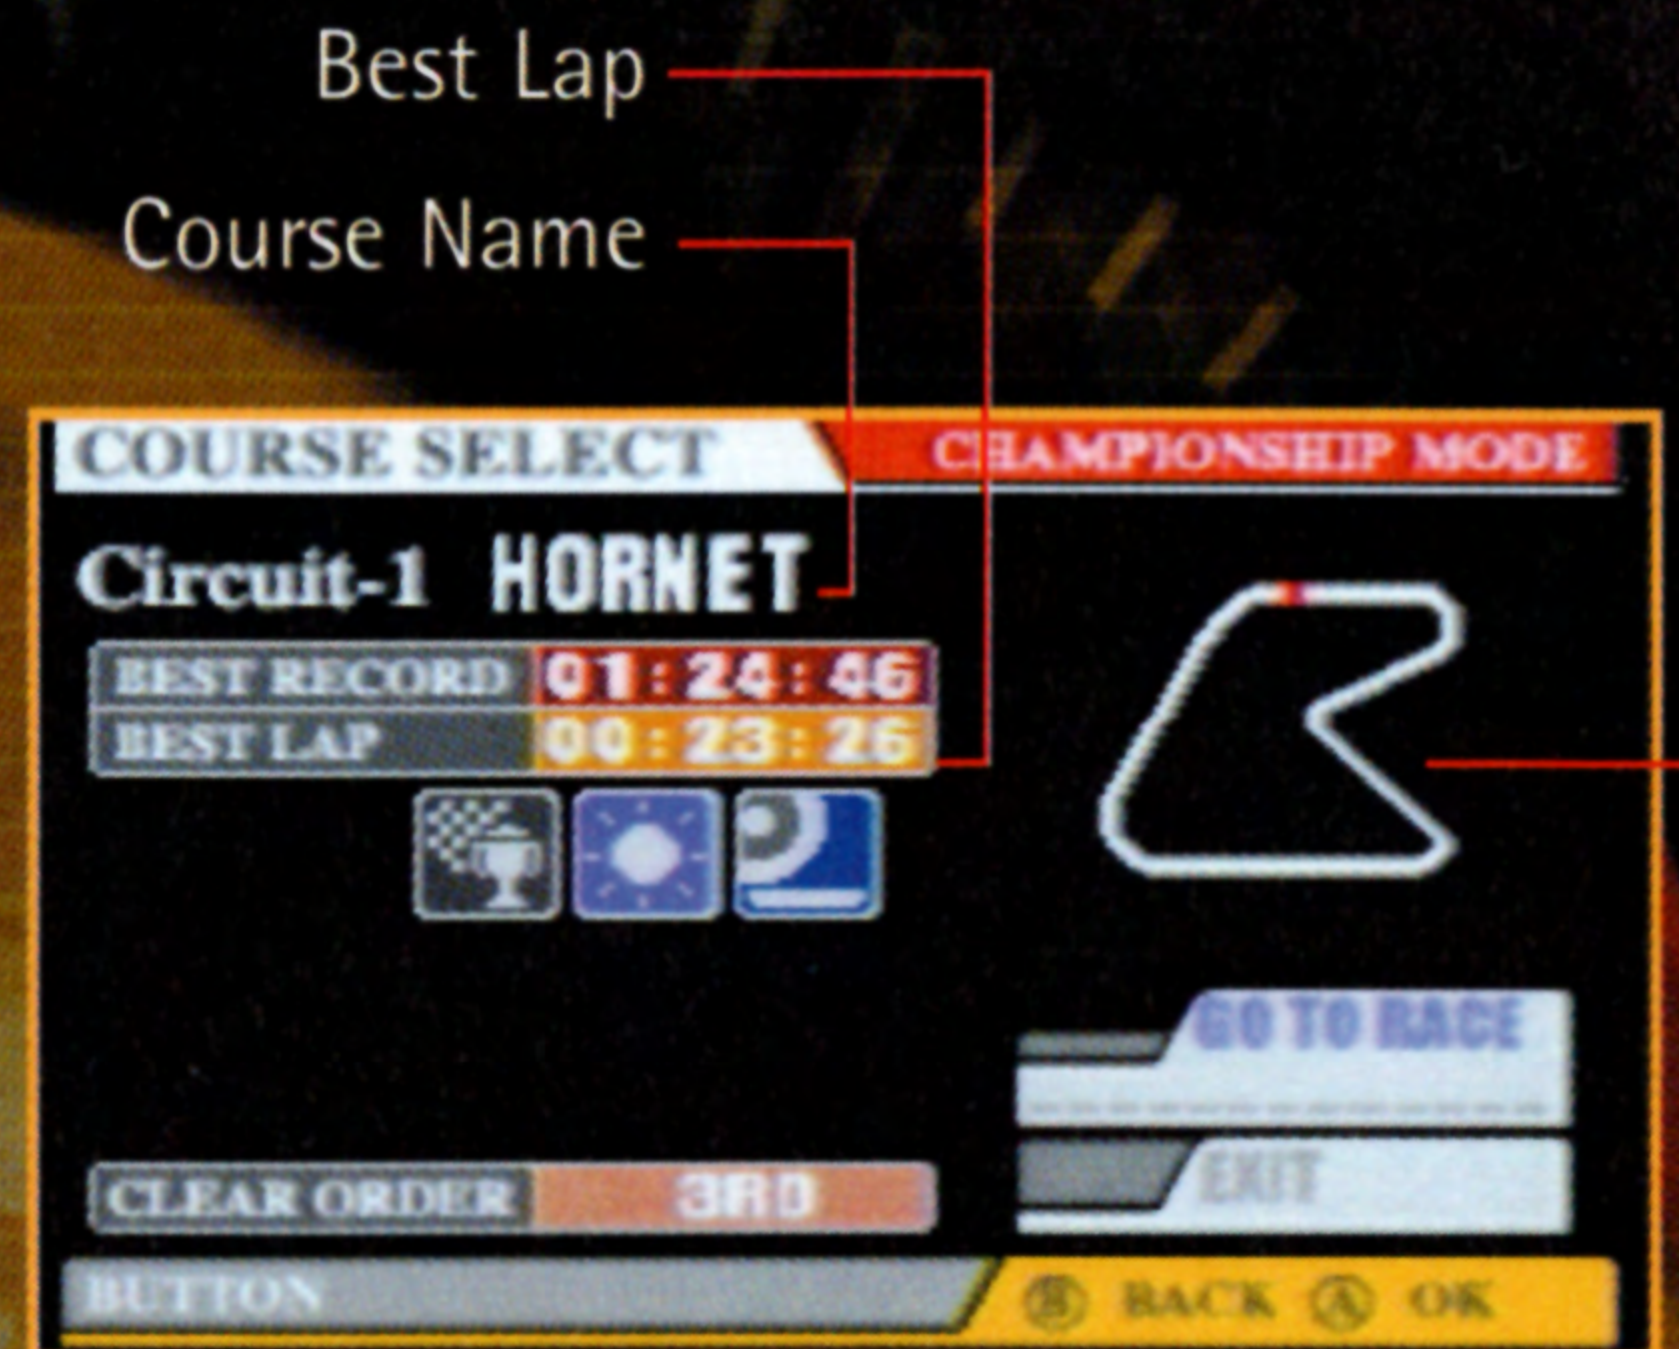 Best Lap
Course Name
COURSE SELECT CHAMPIONSHIP MODE
Circuit-1 HORNET
BEST RECORD 01:24:46
BEST LAP 00:23:26
GO TO RACE
EXIT
CLEAR ORDER 3RD
BUTTON B BACK A OK